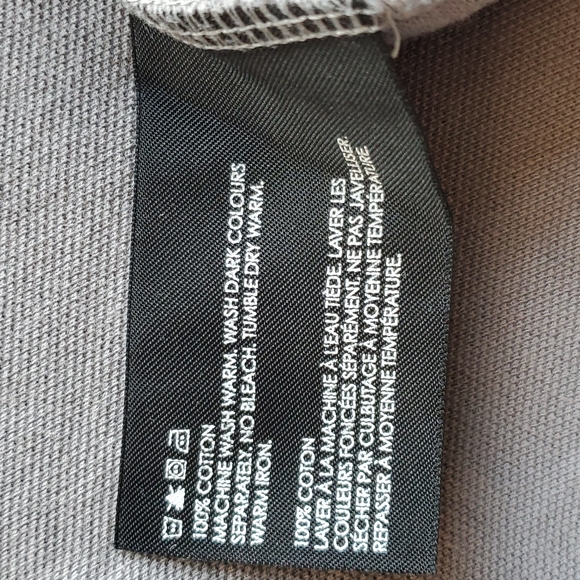 100% COTTON
MACHINE WASH WARM. WASH DARK COLOURS
SEPARATELY. NO BLEACH. TUMBLE DRY WARM.
WARM IRON.
100% COTTON
LAVER À LA MACHINE À L'EAU TIÈDE. LAVER LES
COULEURS FONCÉES SÉPARÉMENT. NE PAS JAVELLISER.
SÉCHER PAR CULBUTAGE À MOYENNE TEMPÉRATURE.
REPASSER À MOYENNE TEMPÉRATURE.